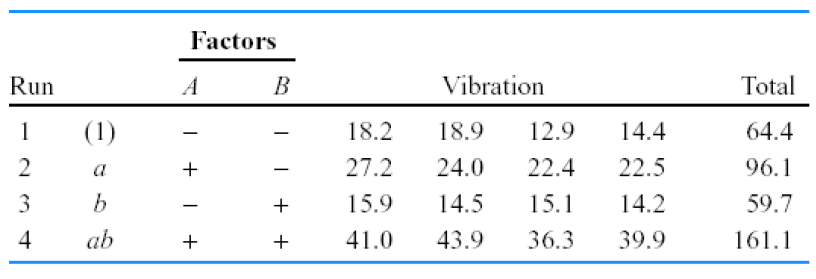 Factors
Run A B Vibration Total
1 (1) – – 18.2 18.9 12.9 14.4 64.4
2 a + – 27.2 24.0 22.4 22.5 96.1
3 b – + 15.9 14.5 15.1 14.2 59.7
4 ab + + 41.0 43.9 36.3 39.9 161.1